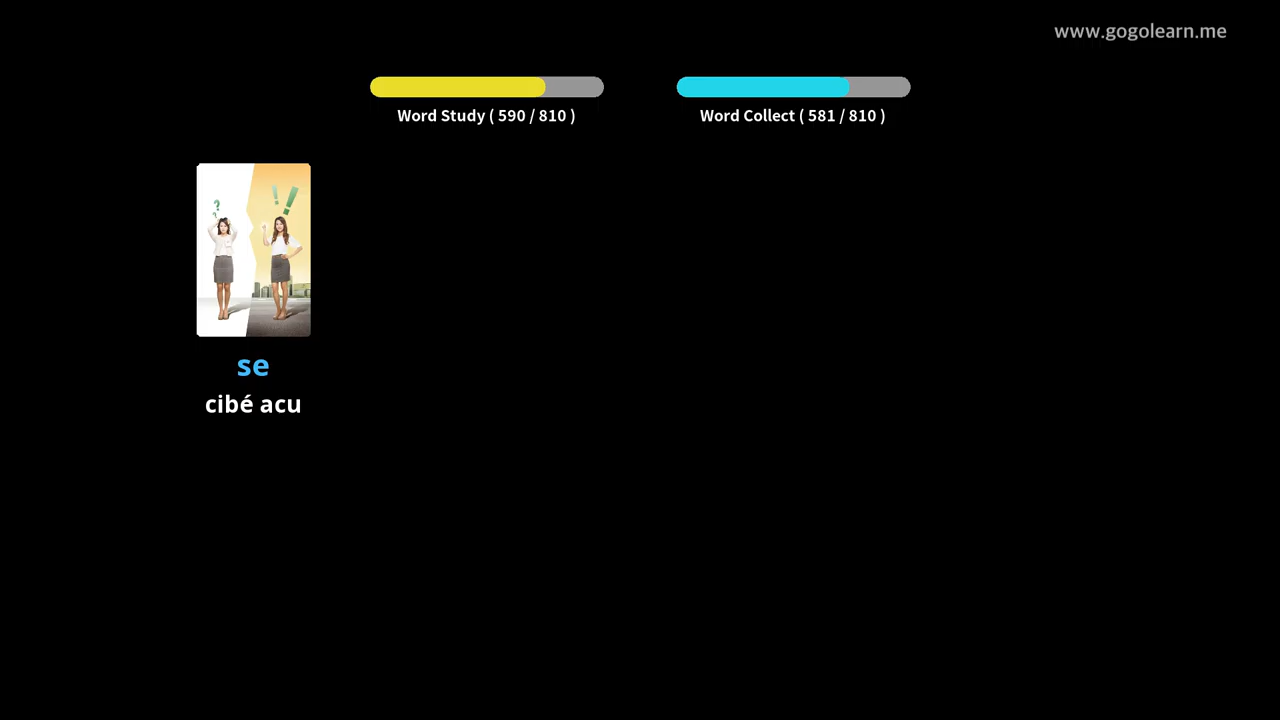 www.gogolearn.me
Word Study ( 590 / 810 )
Word Collect ( 581 / 810 )
? ?
! !
se
cibé acu